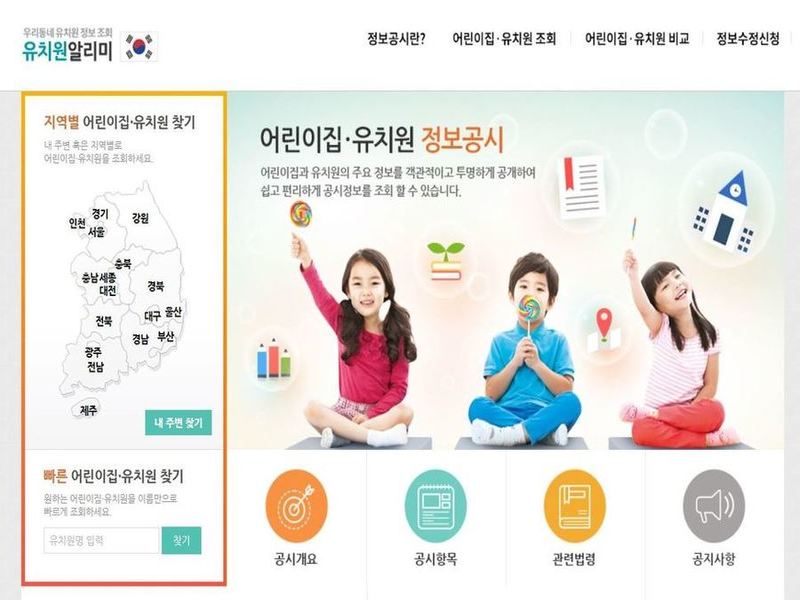 우리동네 유치원 정보 조회
유치원알리미
정보공시란?
어린이집·유치원 조회
어린이집·유치원 비교
정보수정신청
지역별 어린이집·유치원 찾기
내 주변 혹은 지역별로
어린이집·유치원을 조회하세요.
경기
강원
인천
서울
충북
충남
세종
대전
경북
전북
대구
울산
경남
부산
광주
전남
제주
내 주변 찾기
어린이집·유치원 정보공시
어린이집과 유치원의 주요 정보를 객관적이고 투명하게 공개하여
쉽고 편리하게 공시정보를 조회 할 수 있습니다.
빠른 어린이집·유치원 찾기
원하는 어린이집·유치원을 이름만으로
빠르게 조회하세요.
유치원명 입력
찾기
공시개요
공시항목
관련법령
공지사항